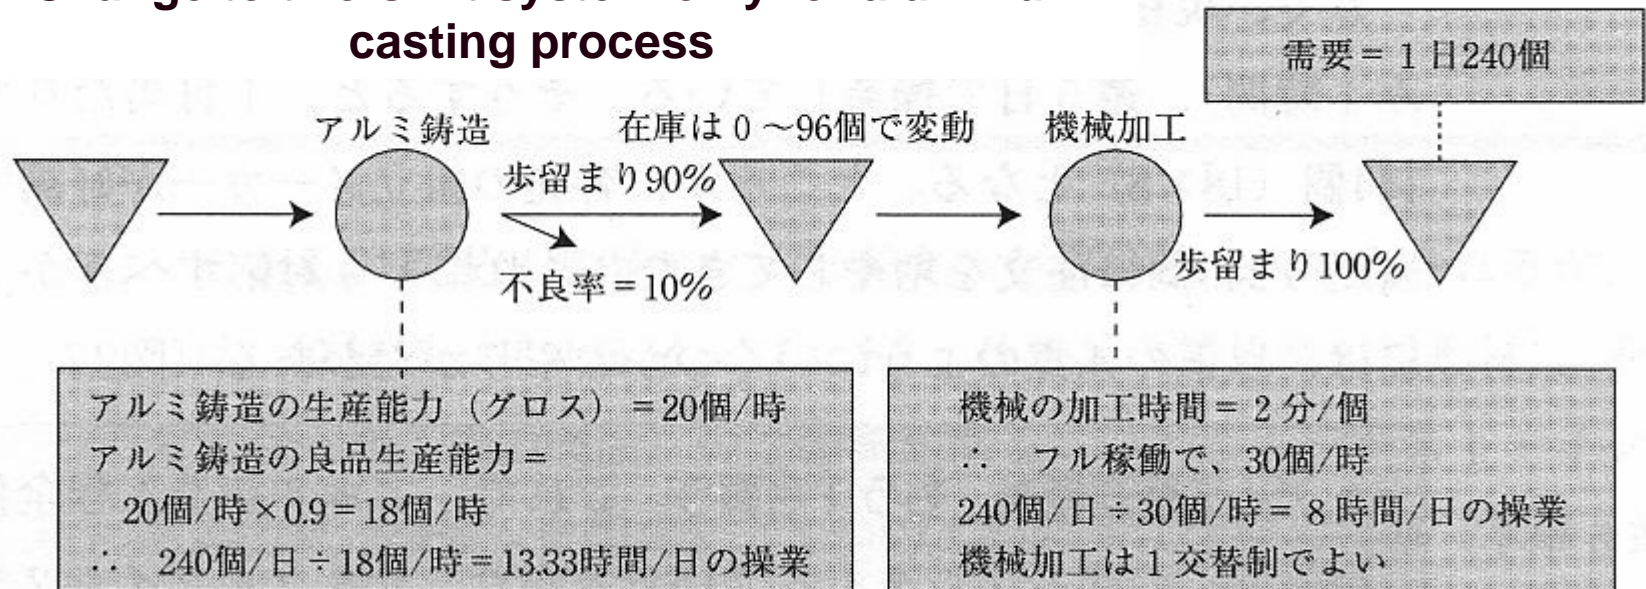 casting process
需要＝1日240個
アルミ鋳造
在庫は0～96個で変動
機械加工
歩留まり90%
不良率＝10%
歩留まり100%
アルミ鋳造の生産能力（グロス）＝20個/時
アルミ鋳造の良品生産能力＝
20個/時×0.9＝18個/時
∴ 240個/日÷18個/時＝13.33時間/日の操業
機械の加工時間＝2分/個
∴ フル稼働で、30個/時
240個/日÷30個/時＝8時間/日の操業
機械加工は1交替制でよい